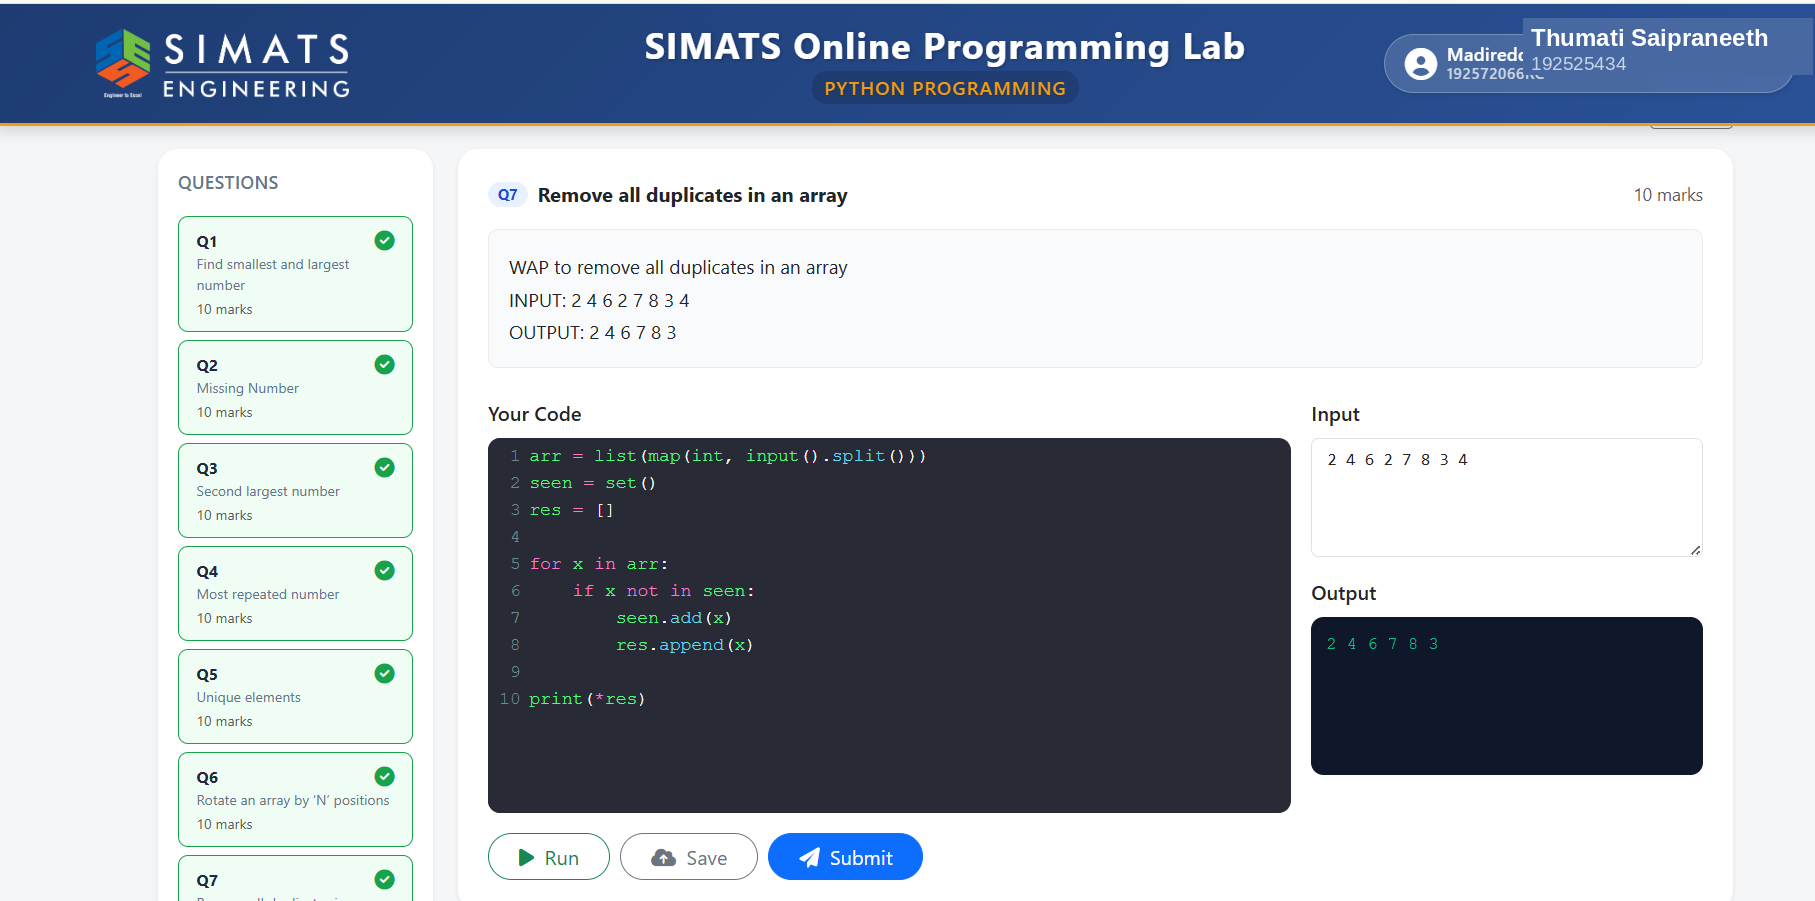 SIMATS
ENGINEERING
Engineer to Excel
SIMATS Online Programming Lab
PYTHON PROGRAMMING
Thumati Saipraneeth
192525434
QUESTIONS
Q1
Find smallest and largest
number
10 marks
Q2
Missing Number
10 marks
Q3
Second largest number
10 marks
Q4
Most repeated number
10 marks
Q5
Unique elements
10 marks
Q6
Rotate an array by ‘N’ positions
10 marks
Q7
Q7 Remove all duplicates in an array
10 marks
WAP to remove all duplicates in an array
INPUT: 2 4 6 2 7 8 3 4
OUTPUT: 2 4 6 7 8 3
Your Code
1 arr = list(map(int, input().split()))
2 seen = set()
3 res = []
4
5 for x in arr:
6     if x not in seen:
7         seen.add(x)
8         res.append(x)
9
10 print(*res)
Run
Save
Submit
Input
2 4 6 2 7 8 3 4
Output
2 4 6 7 8 3